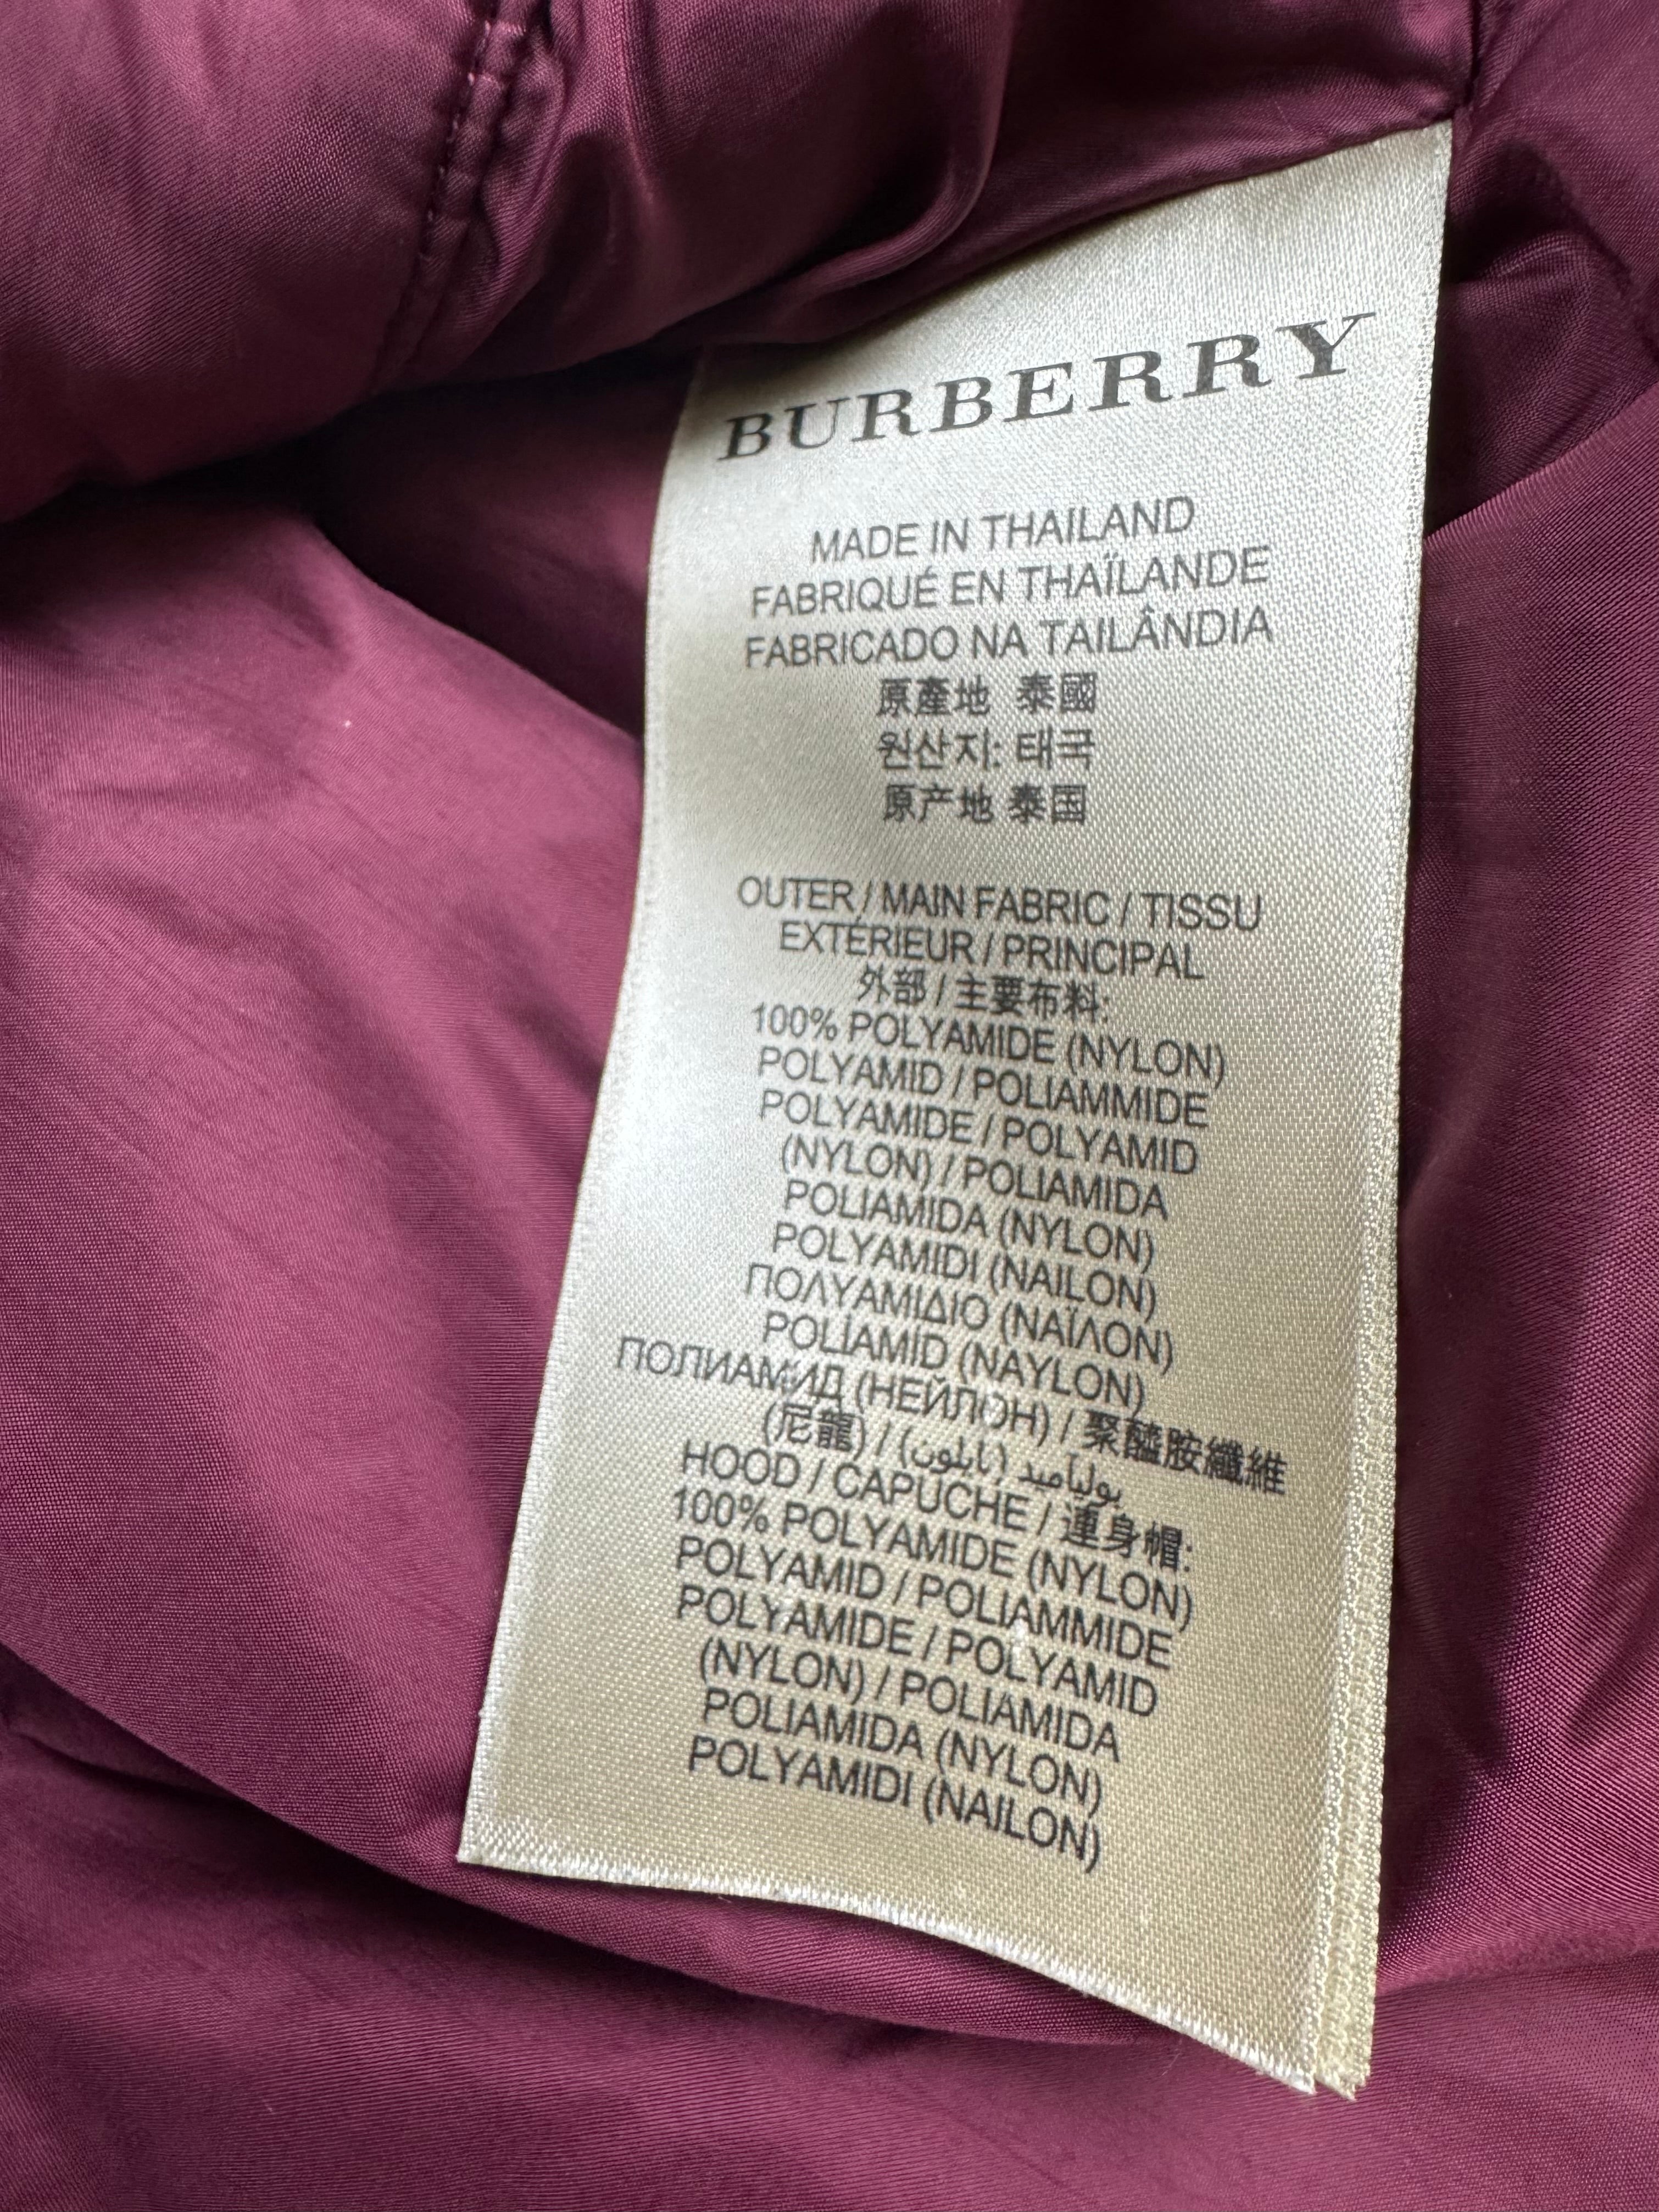 BURBERRY
MADE IN THAILAND
FABRIQUÉ EN THAÏLANDE
FABRICADO NA TAILÂNDIA
原產地 泰國
원산지: 태국
原产地 泰国
OUTER / MAIN FABRIC / TISSU
EXTÉRIEUR / PRINCIPAL
外部 / 主要布料:
100% POLYAMIDE (NYLON)
POLYAMID / POLIAMMIDE
POLYAMIDE / POLYAMID
(NYLON) / POLIAMIDA
POLIAMIDA (NYLON)
POLYAMIDI (NAILON)
ΠΟΛΥΑΜΙΔΙΟ (ΝΑΪΛΟΝ)
POLİAMİD (NAYLON)
ПОЛИАМИД (НЕЙЛОН) / 聚醯胺纖維
(尼龍) / بولياميد (نايلون)
HOOD / CAPUCHE / 連身帽:
100% POLYAMIDE (NYLON)
POLYAMID / POLIAMMIDE
POLYAMIDE / POLYAMID
(NYLON) / POLIAMIDA
POLIAMIDA (NYLON)
POLYAMIDI (NAILON)